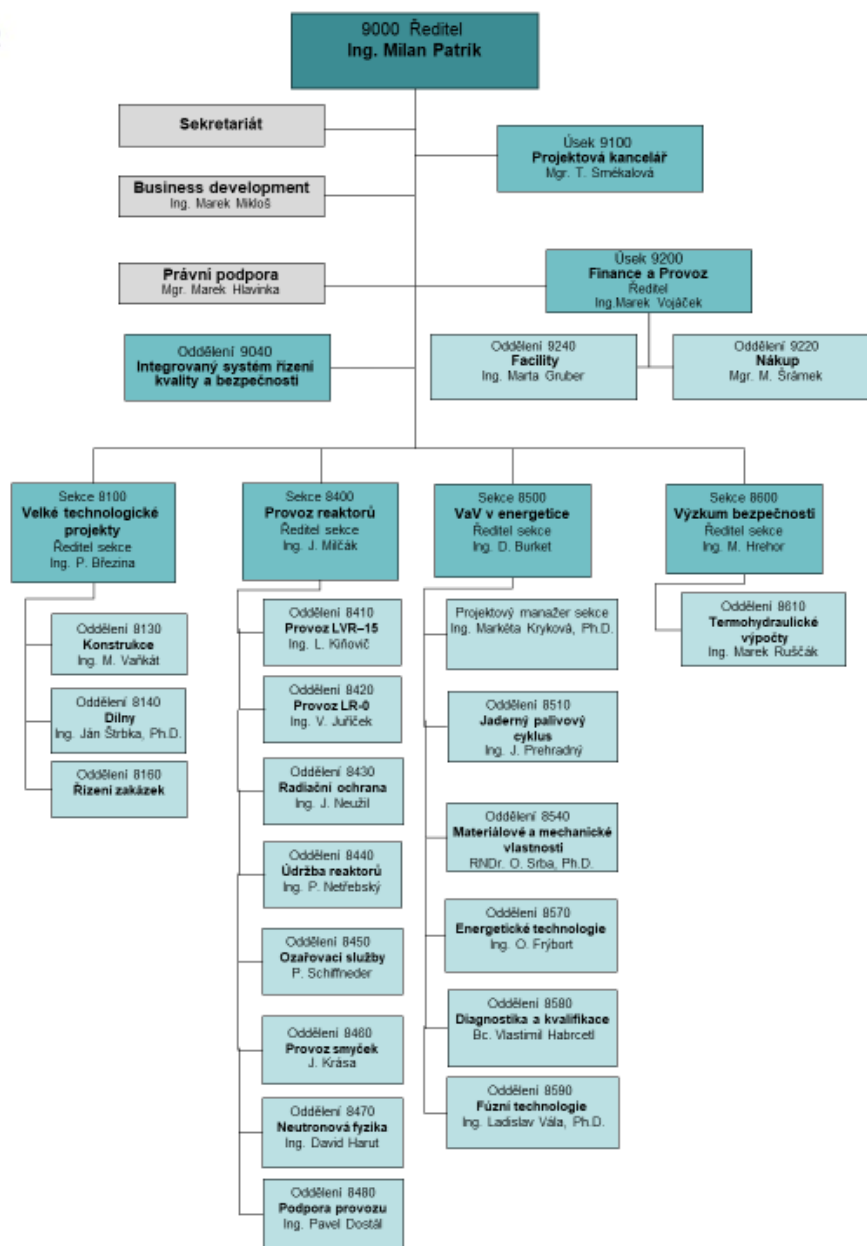 9000 Ředitel
Ing. Milan Patrík
Sekretariát
Úsek 9100
Projektová kancelář
Mgr. T. Smékalová
Business development
Ing. Marek Mikloš
Právní podpora
Mgr. Marek Hlavinka
Úsek 9200
Finance a Provoz
Ředitel
Ing.Marek Vojáček
Oddělení 9040
Integrovaný systém řízení
kvality a bezpečnosti
Oddělení 9240
Facility
Ing. Marta Gruber
Oddělení 9220
Nákup
Mgr. M. Šrámek
Sekce 8100
Velké technologické
projekty
Ředitel sekce
Ing. P. Březina
Oddělení 8130
Konstrukce
Ing. M. Vaňkát
Oddělení 8140
Dílny
Ing. Ján Štrbka, Ph.D.
Oddělení 8160
Řízení zakázek
Sekce 8400
Provoz reaktorů
Ředitel sekce
Ing. J. Milčák
Oddělení 8410
Provoz LVR–15
Ing. L. Kiňovič
Oddělení 8420
Provoz LR-0
Ing. V. Juříček
Oddělení 8430
Radiační ochrana
Ing. J. Neužil
Oddělení 8440
Údržba reaktorů
Ing. P. Netřebský
Oddělení 8450
Ozařovací služby
P. Schiffneder
Oddělení 8460
Provoz smyček
J. Krása
Oddělení 8470
Neutronová fyzika
Ing. David Harut
Oddělení 8480
Podpora provozu
Ing. Pavel Dostál
Sekce 8500
VaV v energetice
Ředitel sekce
Ing. D. Burket
Projektový manažer sekce
Ing. Markéta Kryková, Ph.D.
Oddělení 8510
Jaderný palivový
cyklus
Ing. J. Prehradný
Oddělení 8540
Materiálové a mechanické
vlastnosti
RNDr. O. Srba, Ph.D.
Oddělení 8570
Energetické technologie
Ing. O. Frýbort
Oddělení 8580
Diagnostika a kvalifikace
Bc. Vlastimil Habrcetl
Oddělení 8590
Fúzní technologie
Ing. Ladislav Vála, Ph.D.
Sekce 8600
Výzkum bezpečnosti
Ředitel sekce
Ing. M. Hrehor
Oddělení 8610
Termohydraulické
výpočty
Ing. Marek Ruščák